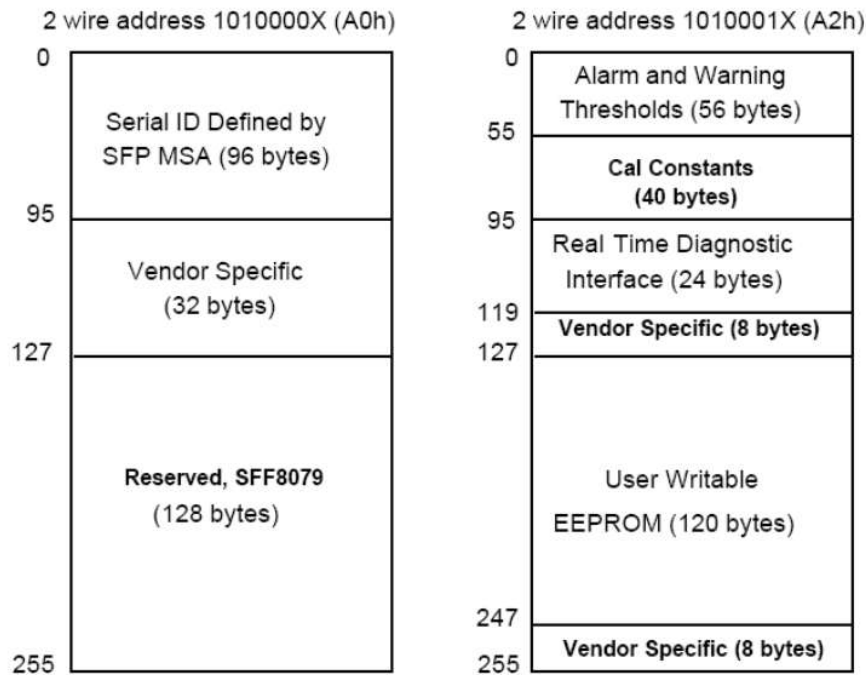 2 wire address 1010000X (A0h)
0
Serial ID Defined by
SFP MSA (96 bytes)
95
Vendor Specific
(32 bytes)
127
Reserved, SFF8079
(128 bytes)
255
2 wire address 1010001X (A2h)
0
Alarm and Warning
Thresholds (56 bytes)
55
Cal Constants
(40 bytes)
95
Real Time Diagnostic
Interface (24 bytes)
119
Vendor Specific (8 bytes)
127
User Writable
EEPROM (120 bytes)
247
Vendor Specific (8 bytes)
255